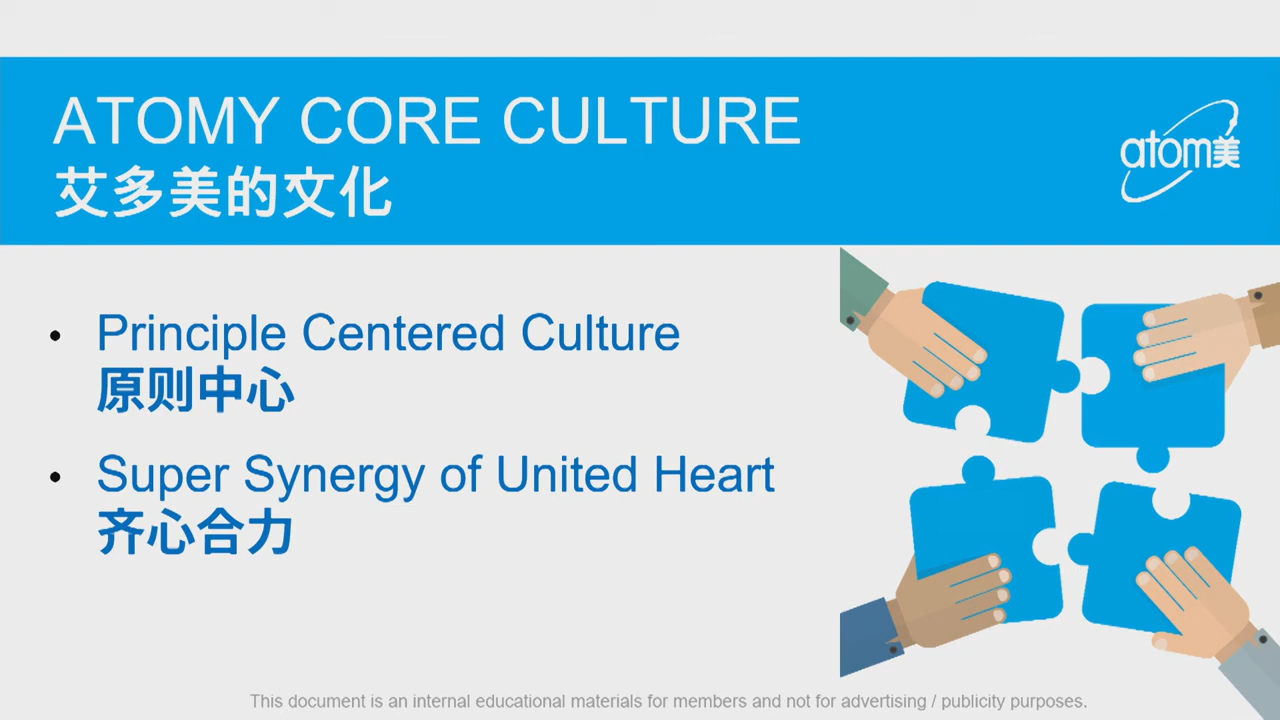 ATOMY CORE CULTURE
艾多美的文化
atom美
• Principle Centered Culture
原则中心
• Super Synergy of United Heart
齐心合力
This document is an internal educational materials for members and not for advertising / publicity purposes.